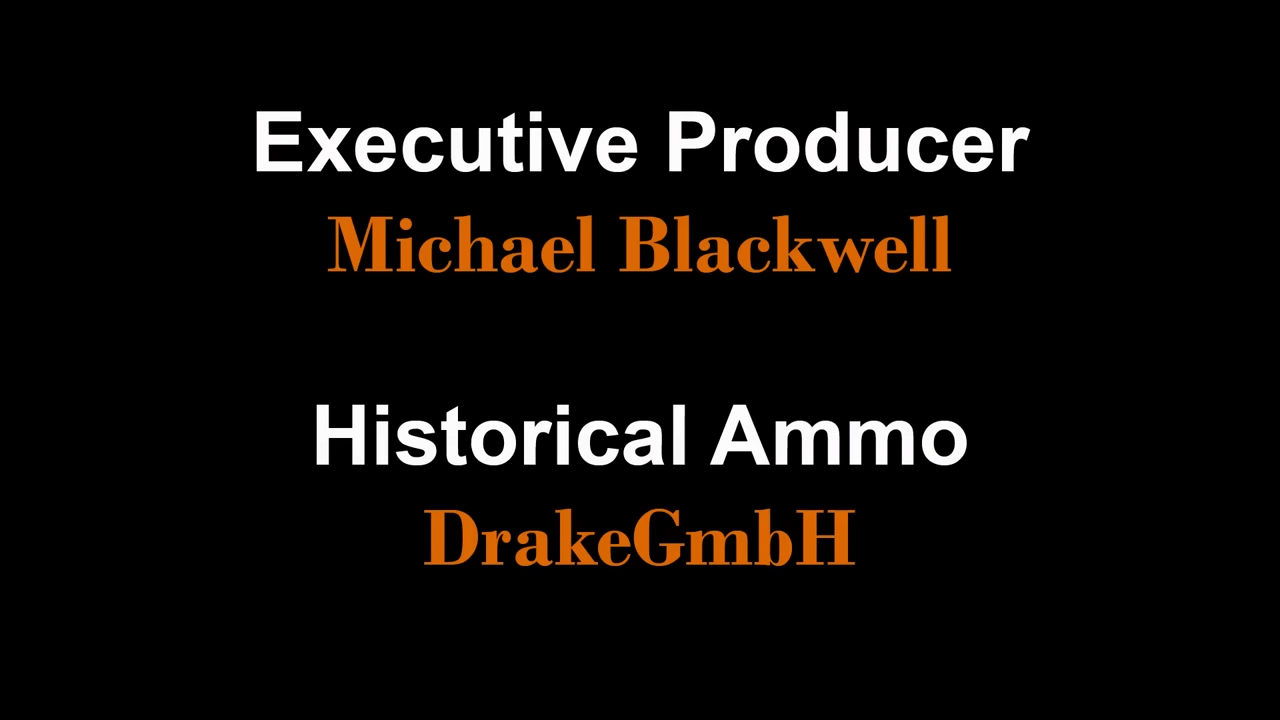 Executive Producer
Michael Blackwell
Historical Ammo
DrakeGmbH